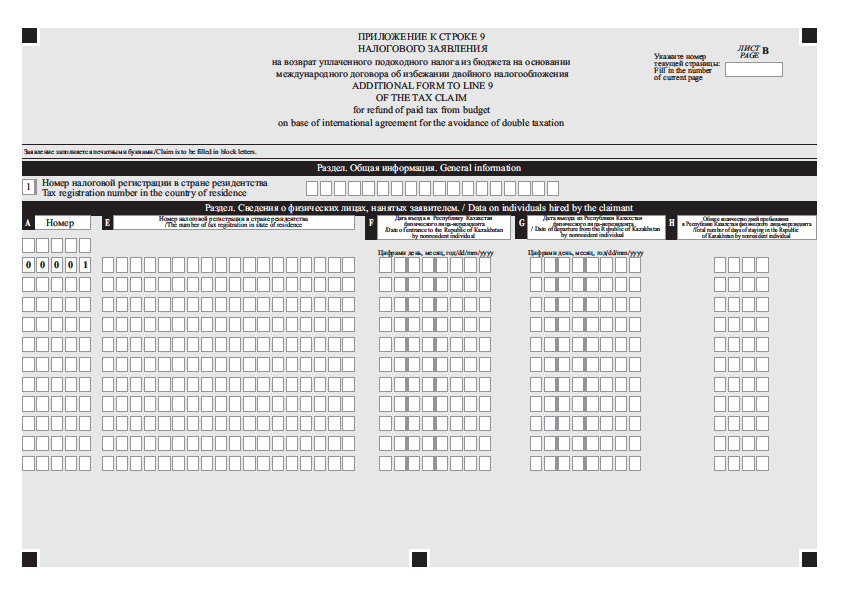 ПРИЛОЖЕНИЕ К СТРОКЕ 9
НАЛОГОВОГО ЗАЯВЛЕНИЯ
на возврат уплаченного подоходного налога из бюджета на основании
международного договора об избежании двойного налогообложения
ADDITIONAL FORM TO LINE 9
OF THE TAX CLAIM
for refund of paid tax from budget
on base of international agreement for the avoidance of double taxation
Укажите номер
текущей страницы:
Fill in the number
of current page
ЛИСТ
PAGE B
Заявление заполняется печатными буквами./Claim is to be filled in block letters.
Раздел. Общая информация. General information
1 Номер налоговой регистрации в стране резидентства
Tax registration number in the country of residence
Раздел. Сведения о физических лицах, нанятых заявителем. / Data on individuals hired by the claimant
A Номер
E Номер налоговой регистрации в стране резидентства
/The number of tax registration in state of residence
F Дата въезда в Республику Казахстан
физического лица-нерезидента
/Date of entrance to the Republic of Kazakhstan
by nonresident individual
G Дата выезда из Республики Казахстан
физического лица-нерезидента
/ Date of departure from the Republic of Kazakhstan
by nonresident individual
H Общее количество дней пребывания
в Республике Казахстан физического лица-нерезидента
/Total number of days of staying in the Republic
of Kazakhstan by nonresident individual
Цифрами день, месяц, год/dd/mm/yyyy
Цифрами день, месяц, год/dd/mm/yyyy
0 0 0 0 1